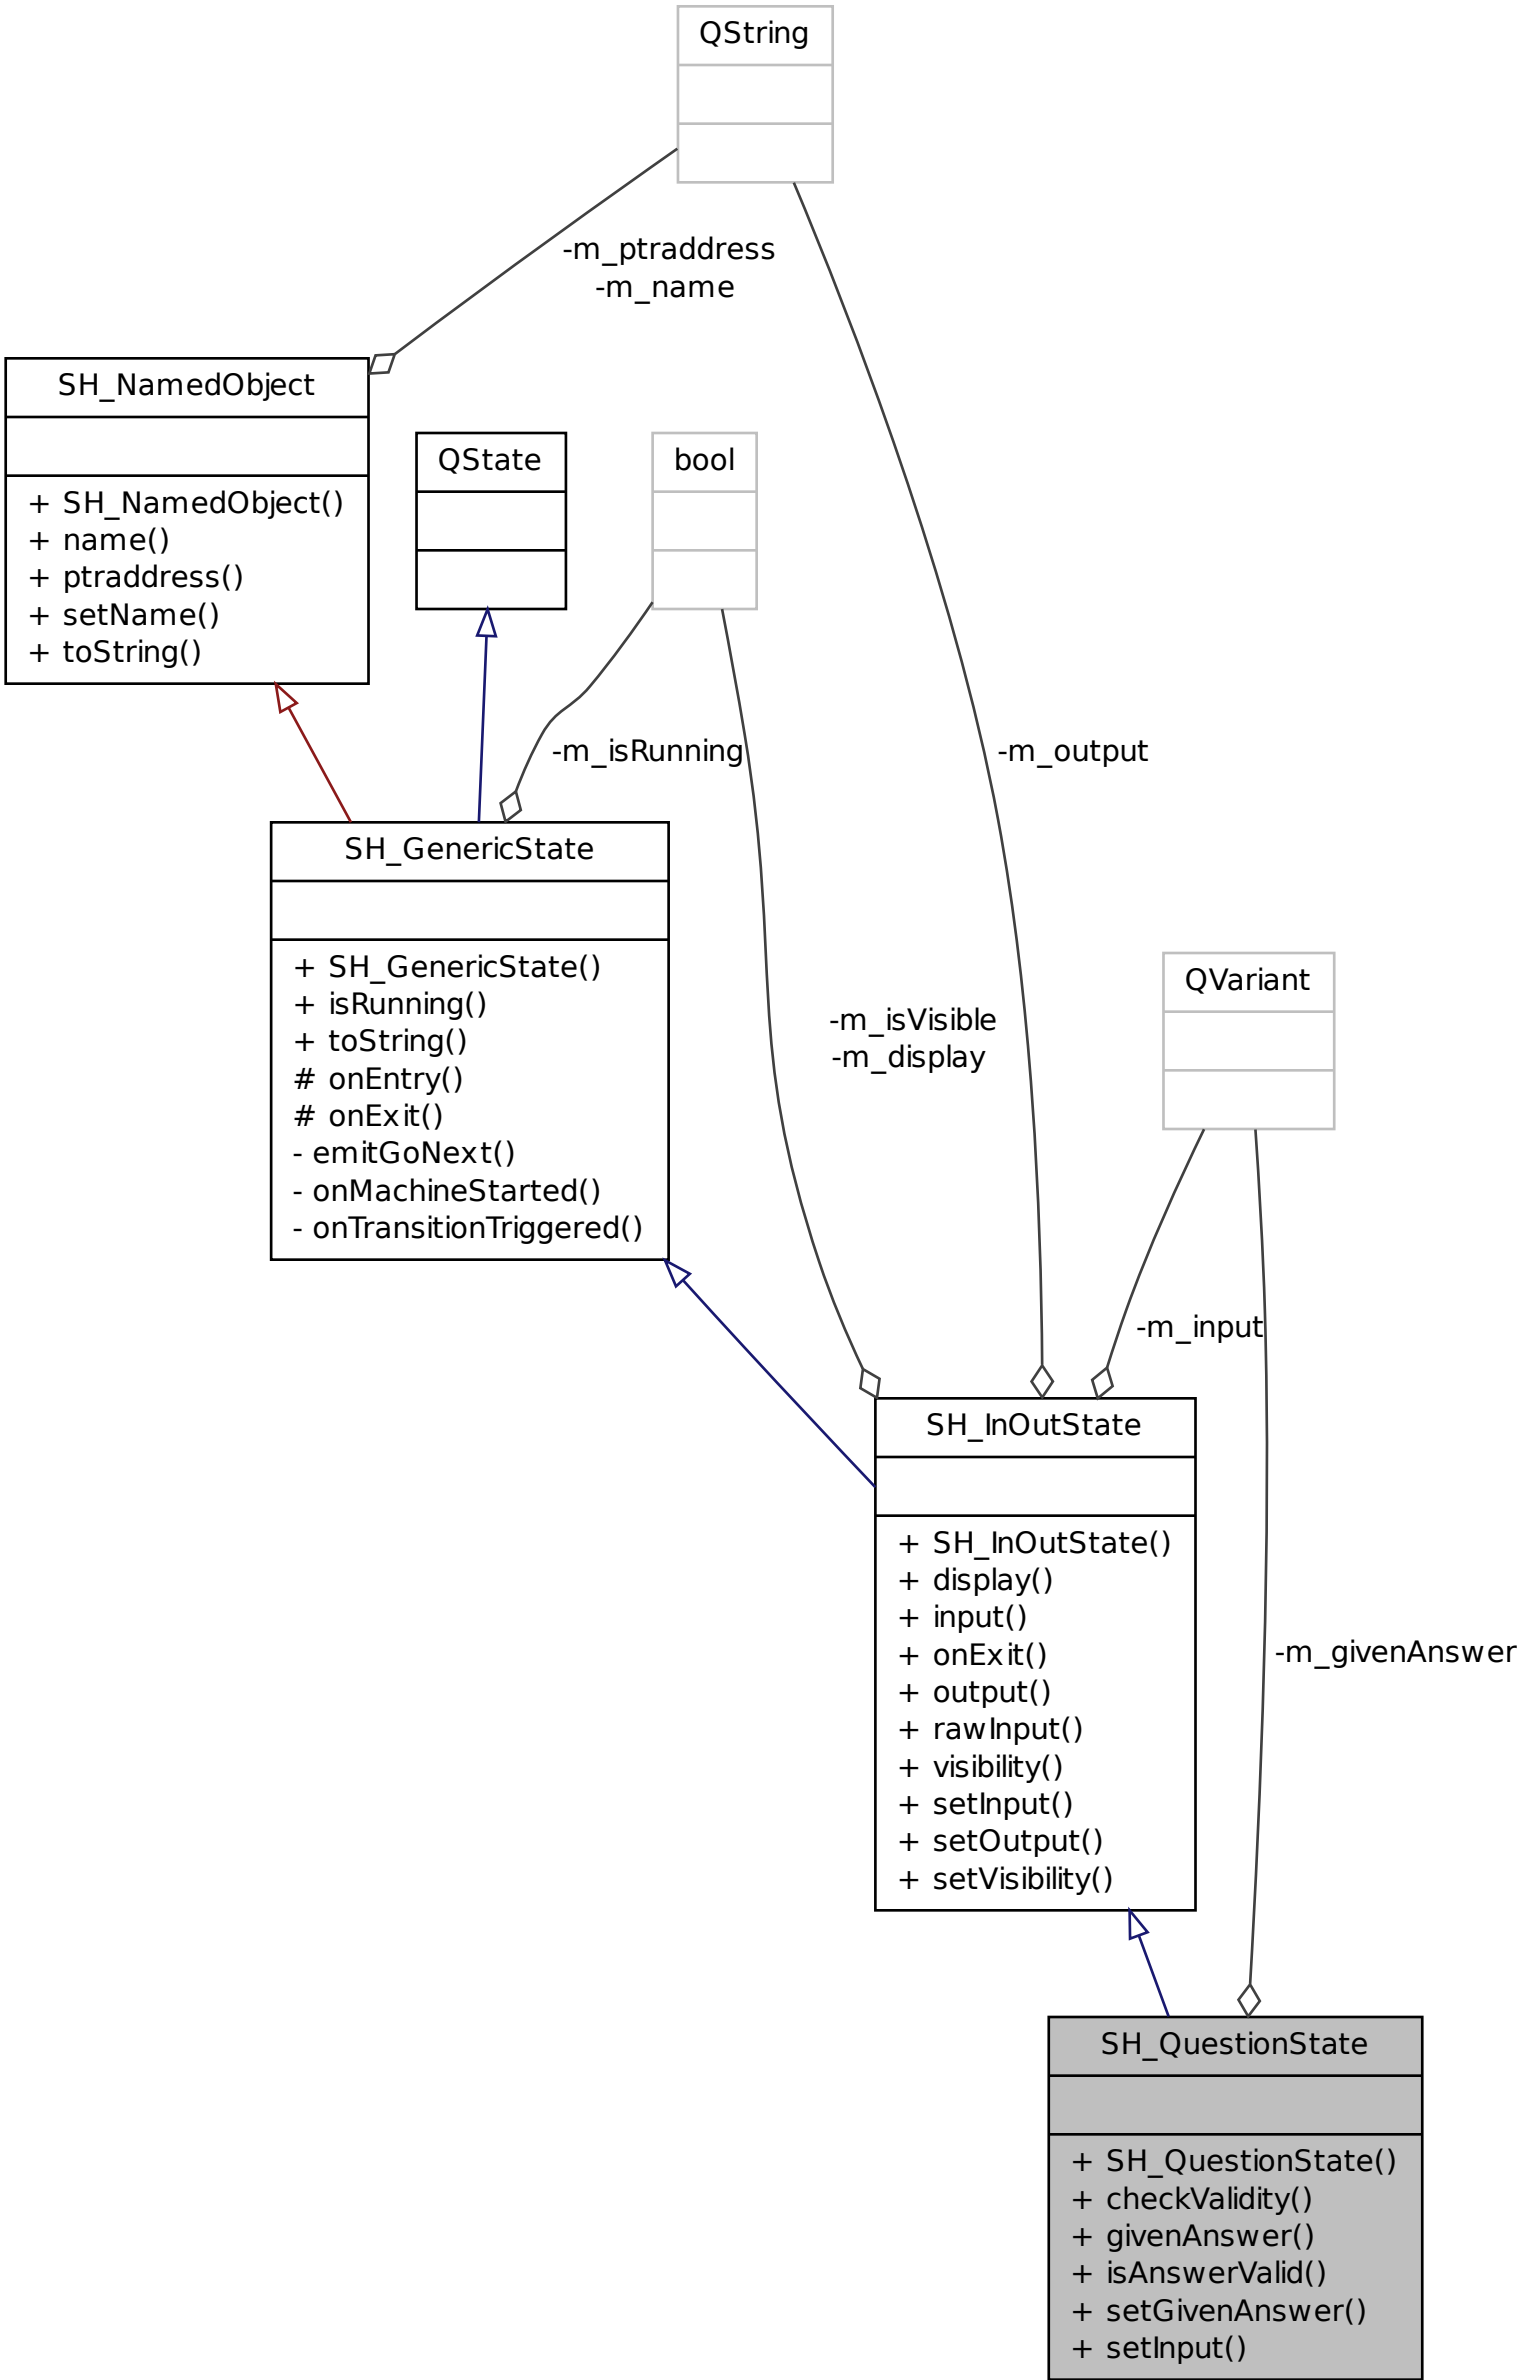 QString
-m_ptraddress
-m_name
SH_NamedObject
+ SH_NamedObject()
+ name()
+ ptraddress()
+ setName()
+ toString()
QState
bool
-m_isRunning
-m_output
SH_GenericState
+ SH_GenericState()
+ isRunning()
+ toString()
# onEntry()
# onExit()
- emitGoNext()
- onMachineStarted()
- onTransitionTriggered()
-m_isVisible
-m_display
QVariant
-m_input
SH_InOutState
+ SH_InOutState()
+ display()
+ input()
+ onExit()
+ output()
+ rawInput()
+ visibility()
+ setInput()
+ setOutput()
+ setVisibility()
-m_givenAnswer
SH_QuestionState
+ SH_QuestionState()
+ checkValidity()
+ givenAnswer()
+ isAnswerValid()
+ setGivenAnswer()
+ setInput()